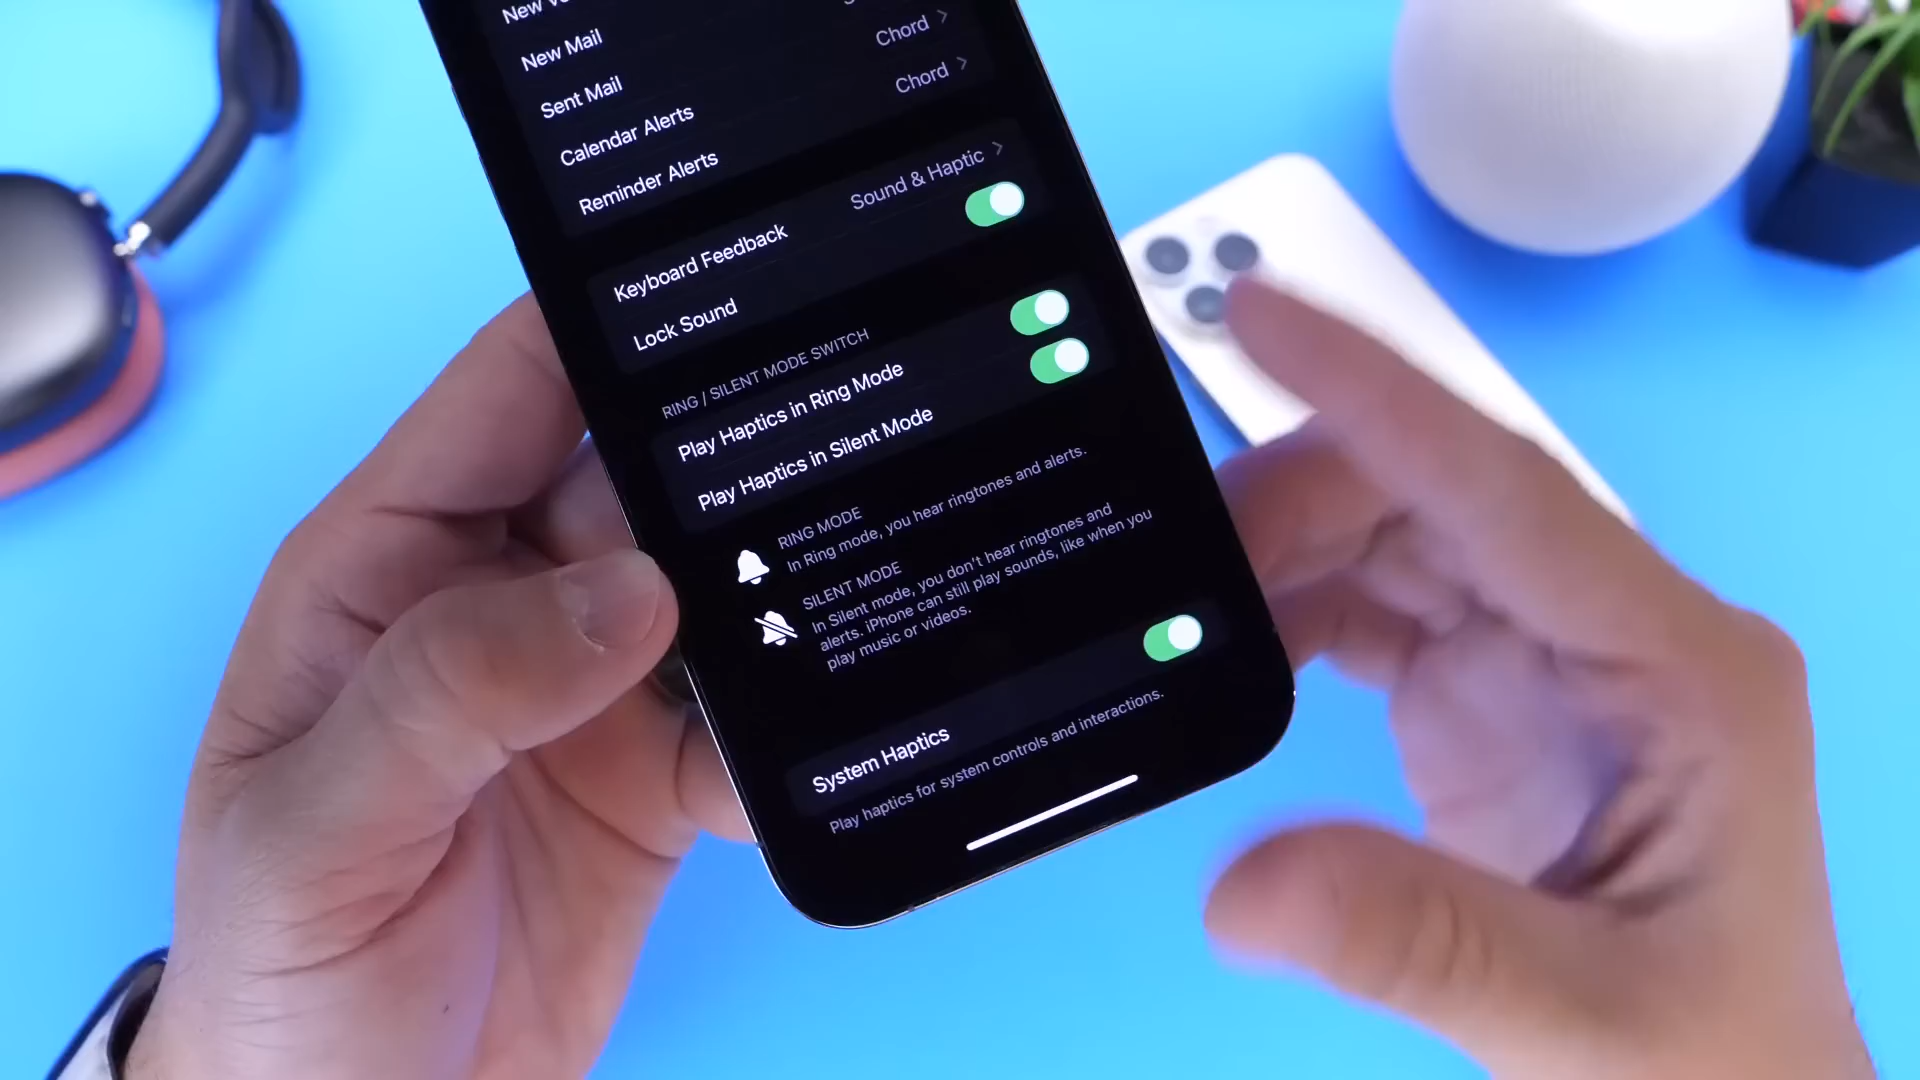 New
New Mail
Sent Mail
Chord
Calendar Alerts
Chord
Reminder Alerts
Keyboard Feedback
Sound & Haptic
Lock Sound
RING / SILENT MODE SWITCH
Play Haptics in Ring Mode
Play Haptics in Silent Mode
RING MODE
In Ring mode, you hear ringtones and alerts.
SILENT MODE
In Silent mode, you don't hear ringtones and
alerts. iPhone can still play sounds, like when you
play music or videos.
System Haptics
Play haptics for system controls and interactions.